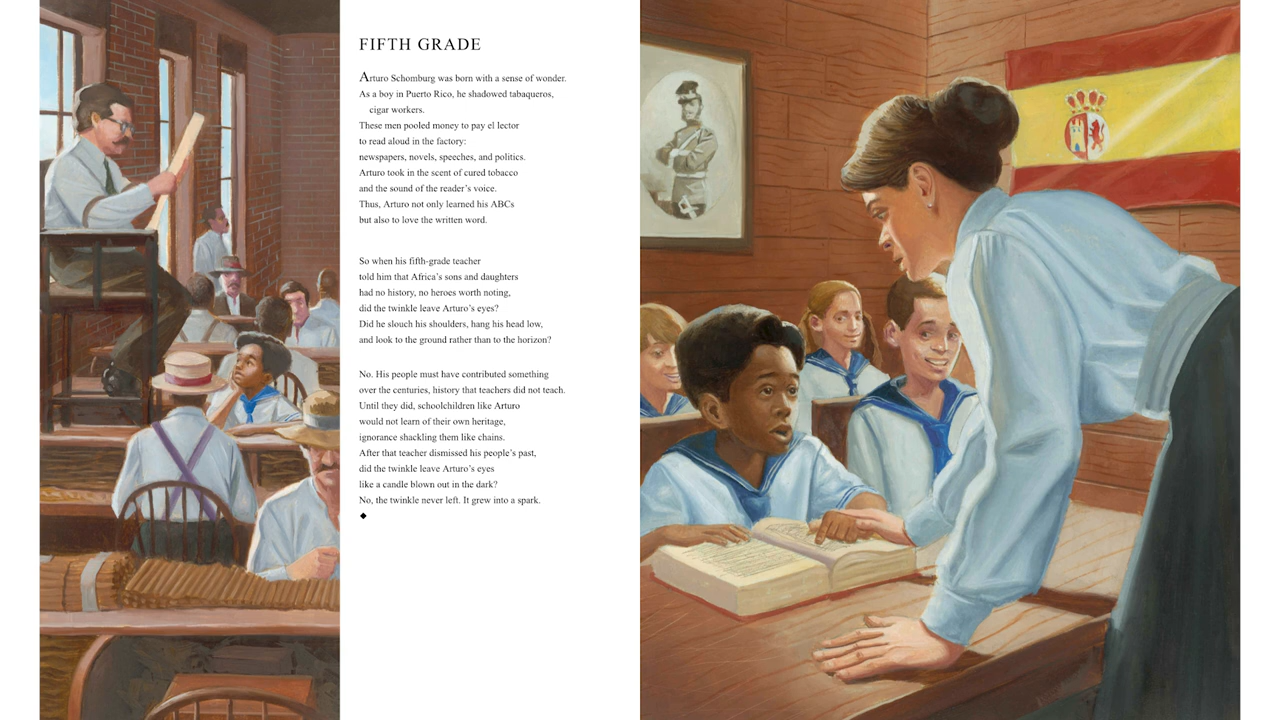 FIFTH GRADE
Arturo Schomburg was born with a sense of wonder.
As a boy in Puerto Rico, he shadowed tabaqueros,
cigar workers.
These men pooled money to pay el lector
to read aloud in the factory:
newspapers, novels, speeches, and politics.
Arturo took in the scent of cured tobacco
and the sound of the reader’s voice.
Thus, Arturo not only learned his ABCs
but also to love the written word.
So when his fifth-grade teacher
told him that Africa’s sons and daughters
had no history, no heroes worth noting,
did the twinkle leave Arturo’s eyes?
Did he slouch his shoulders, hang his head low,
and look to the ground rather than to the horizon?
No. His people must have contributed something
over the centuries, history that teachers did not teach.
Until they did, schoolchildren like Arturo
would not learn of their own heritage,
ignorance shackling them like chains.
After that teacher dismissed his people’s past,
did the twinkle leave Arturo’s eyes
like a candle blown out in the dark?
No, the twinkle never left. It grew into a spark.